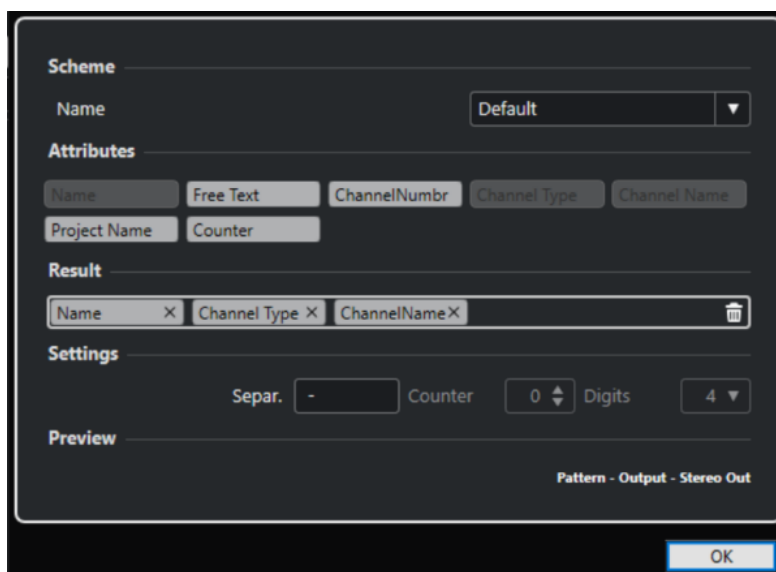 Scheme
Name Default
Attributes
Name Free Text ChannelNumbr Channel Type Channel Name
Project Name Counter
Result
Name × Channel Type × ChannelName ×
Settings
Separ. - Counter 0 Digits 4
Preview
Pattern - Output - Stereo Out
OK